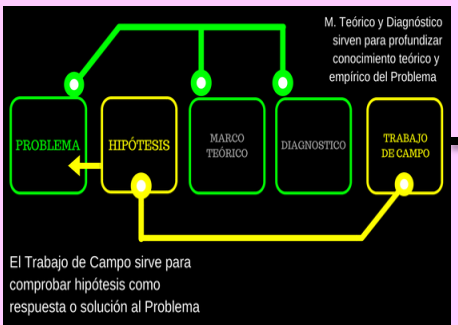 M. Teórico y Diagnóstico
sirven para profundizar
conocimiento teórico y
empírico del Problema
PROBLEMA
HIPÓTESIS
MARCO
TEÓRICO
DIAGNOSTICO
TRABAJO
DE CAMPO
El Trabajo de Campo sirve para
comprobar hipótesis como
respuesta o solución al Problema